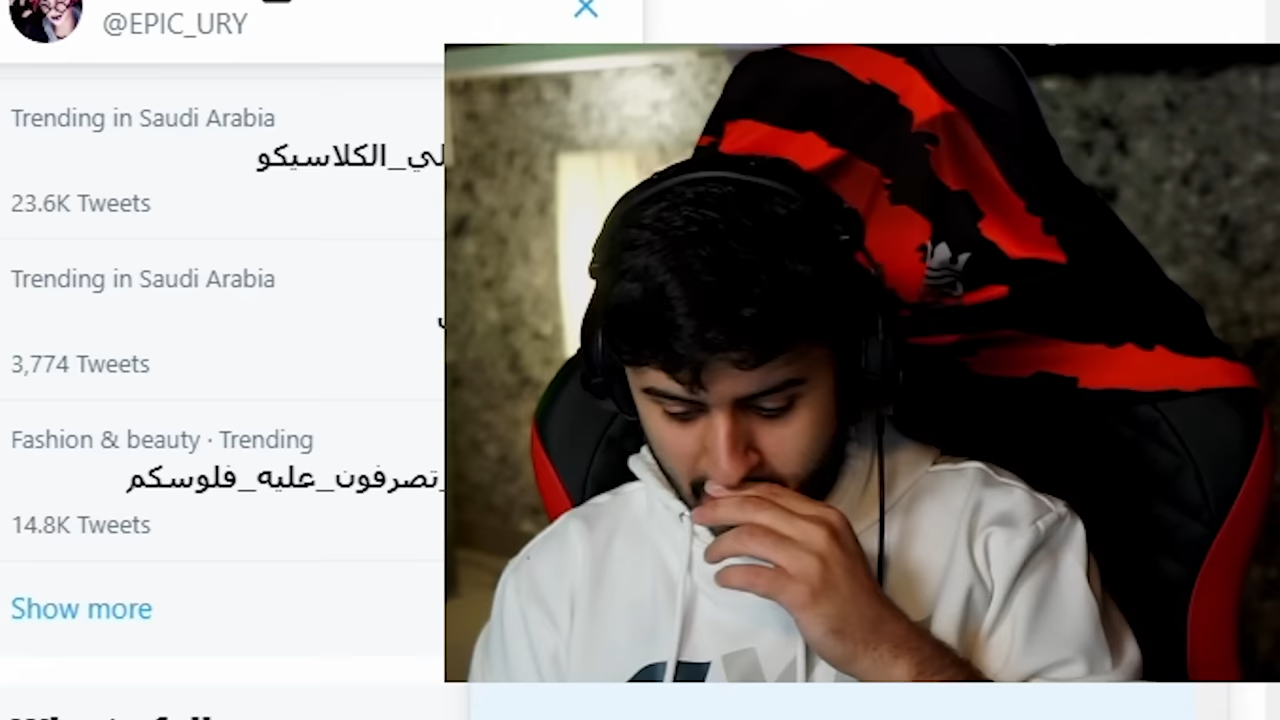 @EPIC_URY
Trending in Saudi Arabia
لي_الكلاسيكو
23.6K Tweets
Trending in Saudi Arabia
3,774 Tweets
Fashion & beauty · Trending
تصرفون_عليه_فلوسكم
14.8K Tweets
Show more